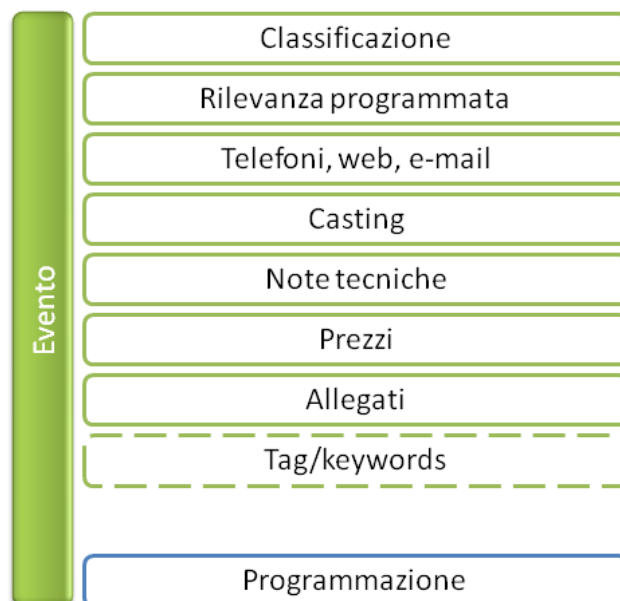 Evento
Classificazione
Rilevanza programmata
Telefoni, web, e-mail
Casting
Note tecniche
Prezzi
Allegati
Tag/keywords
Programmazione